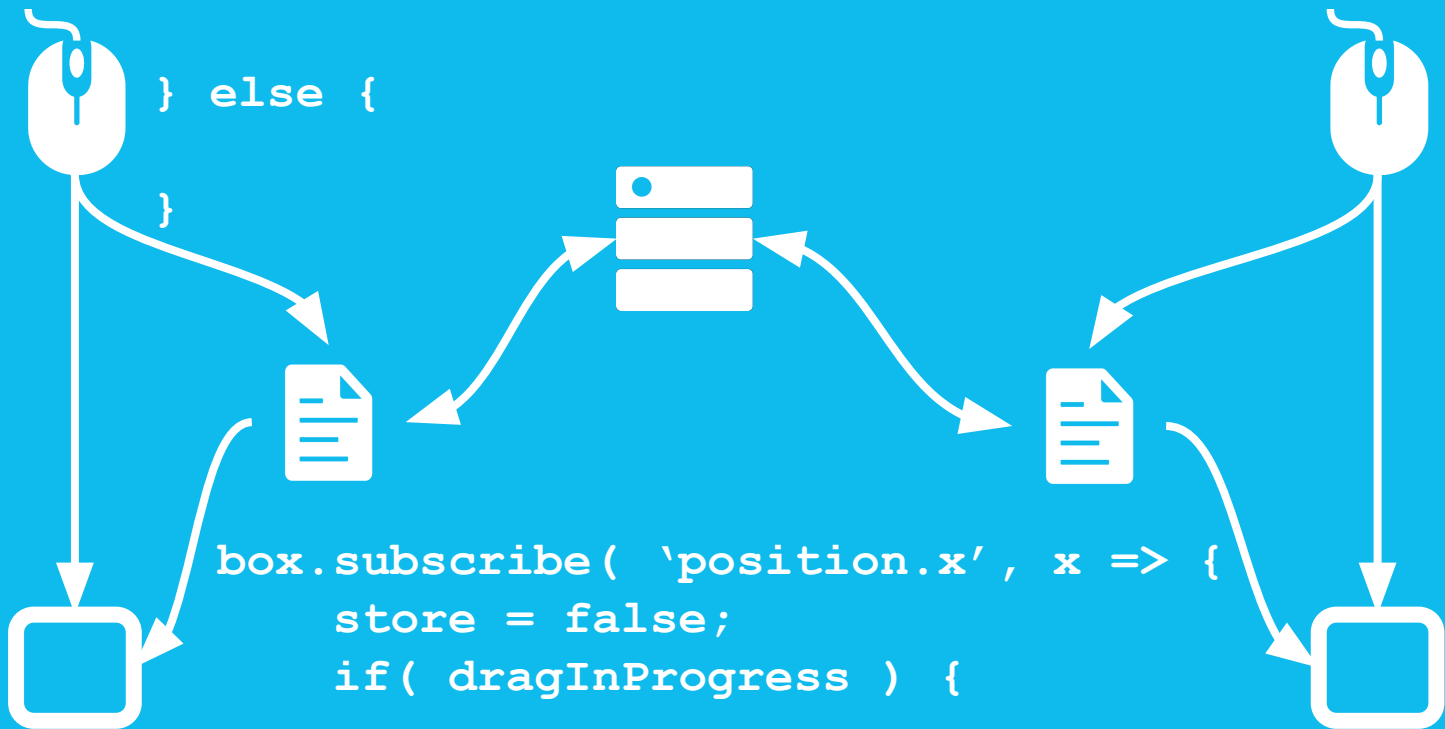 } else {
}
box.subscribe( ‘position.x’, x => {
store = false;
if( dragInProgress ) {